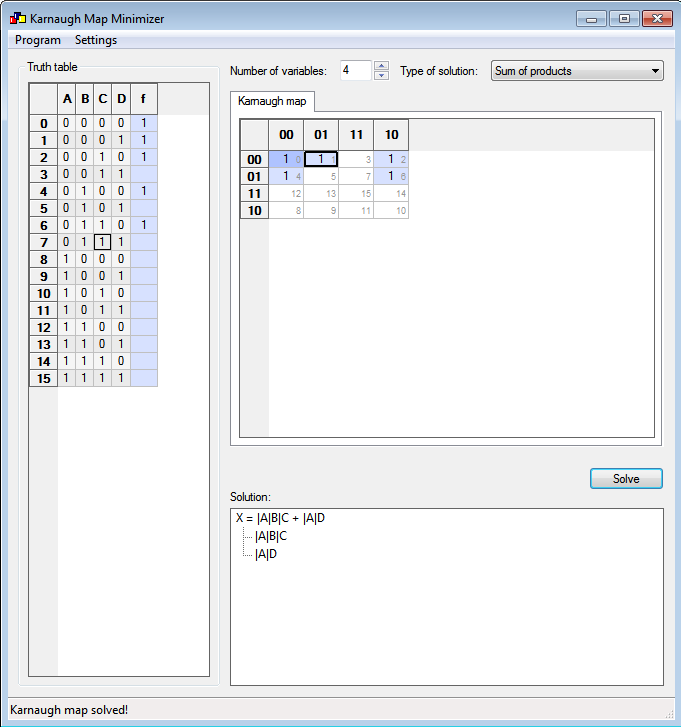 Karnaugh Map Minimizer
Program Settings
Truth table
A B C D f
0 0 0 0 0 1
1 0 0 0 1 1
2 0 0 1 0 1
3 0 0 1 1
4 0 1 0 0 1
5 0 1 0 1
6 0 1 1 0 1
7 0 1 1 1
8 1 0 0 0
9 1 0 0 1
10 1 0 1 0
11 1 0 1 1
12 1 1 0 0
13 1 1 0 1
14 1 1 1 0
15 1 1 1 1
Number of variables: 4 Type of solution: Sum of products
Karnaugh map
00 01 11 10
00 1 0 1 1 3 1 2
01 1 4 5 7 1 6
11 12 13 15 14
10 8 9 11 10
Solve
Solution:
X = |A|B|C + |A|D
|A|B|C
|A|D
Karnaugh map solved!